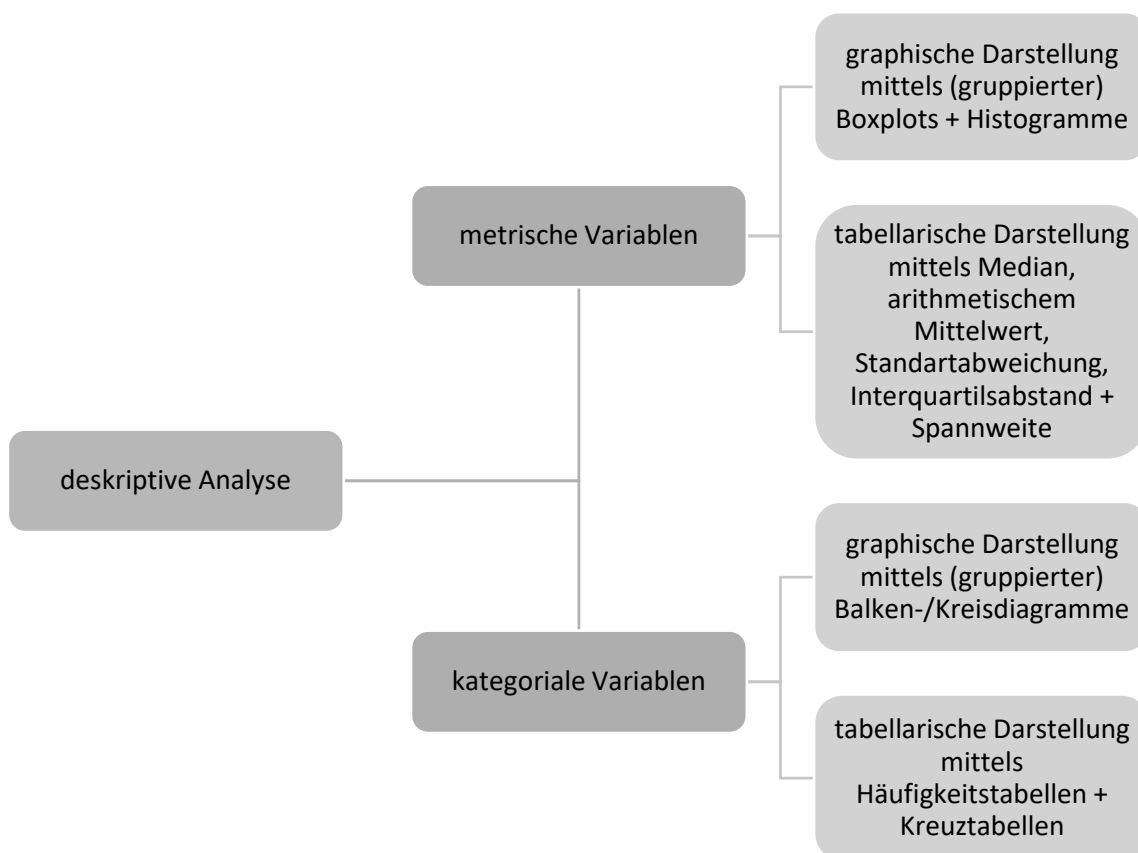 graphische Darstellung
mittels (gruppierter)
Boxplots + Histogramme
metrische Variablen
tabellarische Darstellung
mittels Median,
arithmetischem
Mittelwert,
Standartabweichung,
Interquartilsabstand +
Spannweite
deskriptive Analyse
graphische Darstellung
mittels (gruppierter)
Balken-/Kreisdiagramme
kategoriale Variablen
tabellarische Darstellung
mittels
Häufigkeitstabellen +
Kreuztabellen